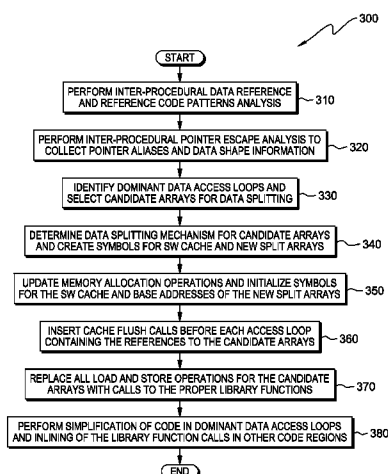 300
START
PERFORM INTER-PROCEDURAL DATA REFERENCE
AND REFERENCE CODE PATTERNS ANALYSIS
310
PERFORM INTER-PROCEDURAL POINTER ESCAPE ANALYSIS TO
COLLECT POINTER ALIASES AND DATA SHAPE INFORMATION
320
IDENTIFY DOMINANT DATA ACCESS LOOPS AND
SELECT CANDIDATE ARRAYS FOR DATA SPLITTING
330
DETERMINE DATA SPLITTING MECHANISM FOR CANDIDATE ARRAYS
AND CREATE SYMBOLS FOR SW CACHE AND NEW SPLIT ARRAYS
340
UPDATE MEMORY ALLOCATION OPERATIONS AND INITIALIZE SYMBOLS
FOR THE SW CACHE AND BASE ADDRESSES OF THE NEW SPLIT ARRAYS
350
INSERT CACHE FLUSH CALLS BEFORE EACH ACCESS LOOP
CONTAINING THE REFERENCES TO THE CANDIDATE ARRAYS
360
REPLACE ALL LOAD AND STORE OPERATIONS FOR THE CANDIDATE
ARRAYS WITH CALLS TO THE PROPER LIBRARY FUNCTIONS
370
PERFORM SIMPLIFICATION OF CODE IN DOMINANT DATA ACCESS LOOPS
AND INLINING OF THE LIBRARY FUNCTION CALLS IN OTHER CODE REGIONS
380
END